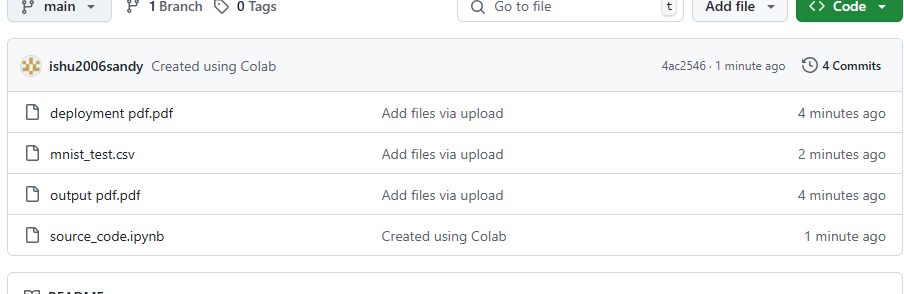 main 1 Branch 0 Tags Go to file t Add file <> Code
ishu2006sandy Created using Colab 4ac2546 · 1 minute ago 4 Commits
deployment pdf.pdf Add files via upload 4 minutes ago
mnist_test.csv Add files via upload 2 minutes ago
output pdf.pdf Add files via upload 4 minutes ago
source_code.ipynb Created using Colab 1 minute ago
README